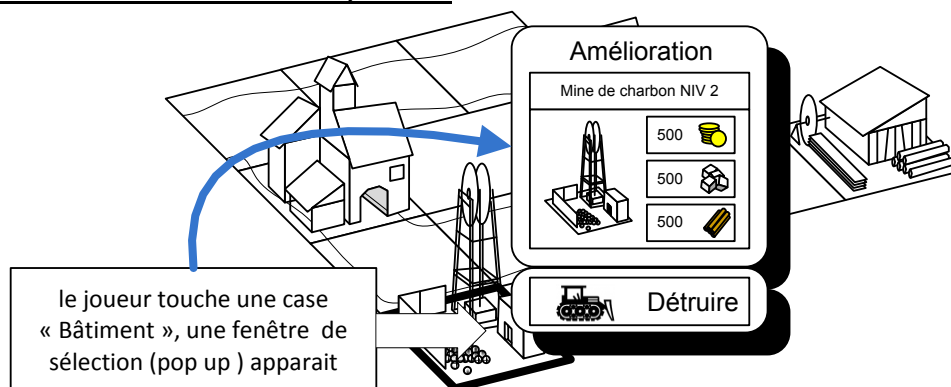 Amélioration
Mine de charbon NIV 2
500
500
500
Détruire
le joueur touche une case
« Bâtiment », une fenêtre de
sélection (pop up ) apparait